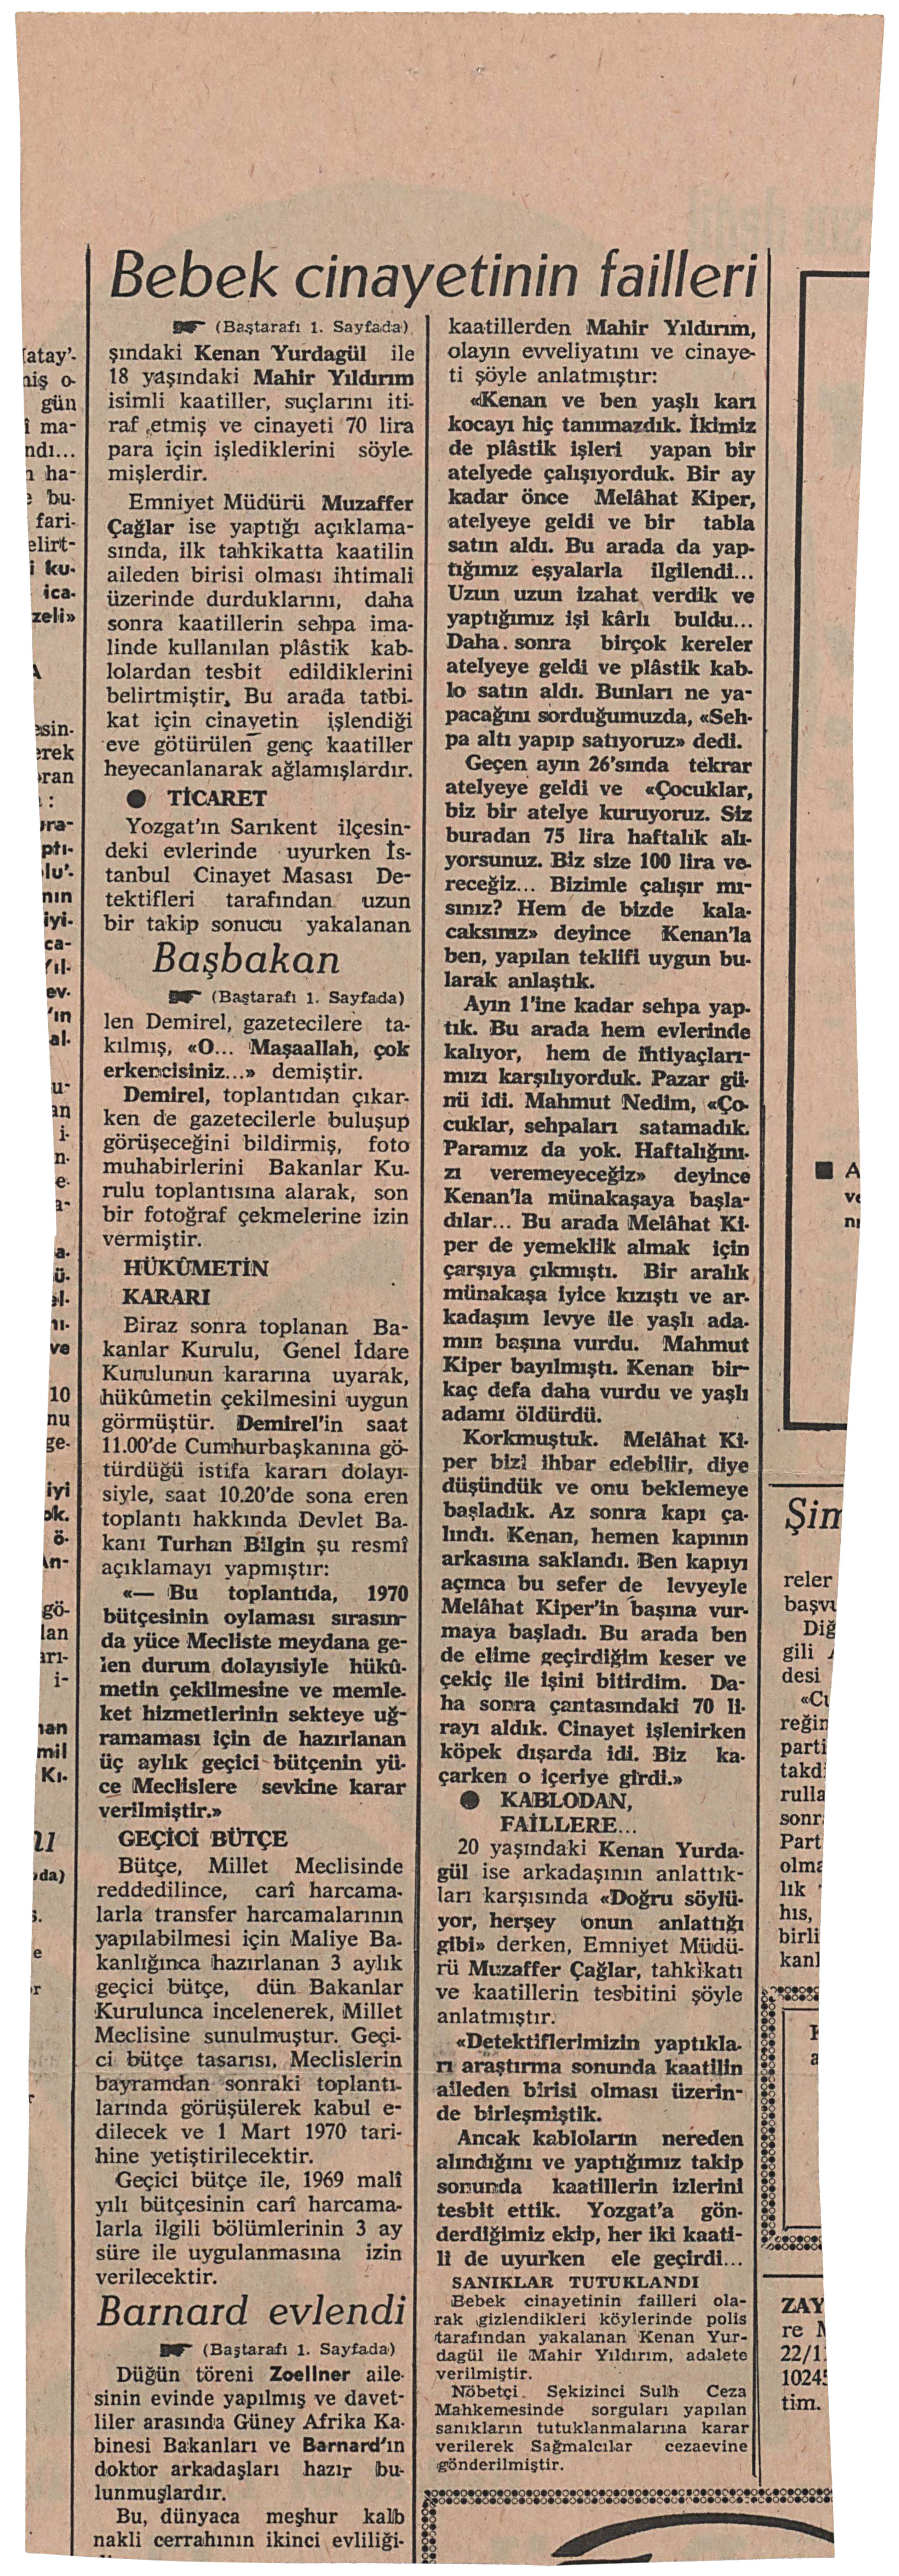 Bebek cinayetinin failleri
(Baştarafı 1. Sayfada)
şındaki Kenan Yurdagül ile
18 yaşındaki Mahir Yıldırım
isimli kaatiller, suçlarını iti-
raf etmiş ve cinayeti 70 lira
para için işlediklerini söyle-
mişlerdir.
Emniyet Müdürü Muzaffer
Çağlar ise yaptığı açıklama-
sında, ilk tahkikatta kaatilin
aileden birisi olması ihtimali
üzerinde durduklarını, daha
sonra kaatillerin sehpa ima-
linde kullanılan plâstik kab-
lolardan tesbit edildiklerini
belirtmiştir. Bu arada tatbi-
kat için cinayetin işlendiği
eve götürülen genç kaatiller
heyecanlanarak ağlamışlardır.
● TİCARET
Yozgat'ın Sarıkent ilçesin-
deki evlerinde uyurken İs-
tanbul Cinayet Masası De-
tektifleri tarafından uzun
bir takip sonucu yakalanan
kaatillerden Mahir Yıldırım,
olayın evveliyatını ve cinaye-
ti şöyle anlatmıştır:
«Kenan ve ben yaşlı karı
kocayı hiç tanımazdık. İkimiz
de plâstik işleri yapan bir
atelyede çalışıyorduk. Bir ay
kadar önce Melâhat Kiper,
atelyeye geldi ve bir tabla
satın aldı. Bu arada da yap-
tığımız eşyalarla ilgilendi...
Uzun uzun izahat verdik ve
yaptığımız işi kârlı buldu...
Daha sonra birçok kereler
atelyeye geldi ve plâstik kab-
lo satın aldı. Bunları ne ya-
pacağını sorduğumuzda, «Seh-
pa altı yapıp satıyoruz» dedi.
Geçen ayın 26'sında tekrar
atelyeye geldi ve «Çocuklar,
biz bir atelye kuruyoruz. Siz
buradan 75 lira haftalık alı-
yorsunuz. Biz size 100 lira ve-
receğiz... Bizimle çalışır mı-
sınız? Hem de bizde kala-
caksınız» deyince Kenan'la
ben, yapılan teklifi uygun bu-
larak anlaştık.
Ayın 1'ine kadar sehpa yap-
tık. Bu arada hem evlerinde
kalıyor, hem de ihtiyaçları-
mızı karşılıyorduk. Pazar gü-
nü idi. Mahmut Nedim, «Ço-
cuklar, sehpaları satamadık.
Paramız da yok. Haftalığını-
zı veremeyeceğiz» deyince
Kenan'la münakaşaya başla-
dılar... Bu arada Melâhat Ki-
per de yemeklik almak için
çarşıya çıkmıştı. Bir aralık
münakaşa iyice kızıştı ve ar-
kadaşım levye ile yaşlı ada-
mın başına vurdu. Mahmut
Kiper bayılmıştı. Kenan bir-
kaç defa daha vurdu ve yaşlı
adamı öldürdü.
Korkmuştuk. Melâhat Ki-
per bizi ihbar edebilir, diye
düşündük ve onu beklemeye
başladık. Az sonra kapı ça-
lındı. Kenan, hemen kapının
arkasına saklandı. Ben kapıyı
açınca bu sefer de levyeyle
Melâhat Kiper'in başına vur-
maya başladı. Bu arada ben
de elime geçirdiğim keser ve
çekiç ile işini bitirdim. Da-
ha sonra çantasındaki 70 li-
rayı aldık. Cinayet işlenirken
köpek dışarda idi. Biz ka-
çarken o içeriye girdi.»
● KABLODAN,
FAİLLERE...
20 yaşındaki Kenan Yurda-
gül ise arkadaşının anlattık-
ları karşısında «Doğru söylü-
yor, herşey onun anlattığı
gibi» derken, Emniyet Müdü-
rü Muzaffer Çağlar, tahkikatı
ve kaatillerin tesbitini şöyle
anlatmıştır:
«Detektiflerimizin yaptıkla-
rı araştırma sonunda kaatilin
aileden birisi olması üzerin-
de birleşmiştik.
Ancak kabloların nereden
alındığını ve yaptığımız takip
sonunda kaatillerin izlerini
tesbit ettik. Yozgat'a gön-
derdiğimiz ekip, her iki kaati-
li de uyurken ele geçirdi...
SANIKLAR TUTUKLANDI
Bebek cinayetinin failleri ola-
rak gizlendikleri köylerinde polis
tarafından yakalanan Kenan Yur-
dagül ile Mahir Yıldırım, adalete
verilmiştir.
Nöbetçi Sekizinci Sulh Ceza
Mahkemesinde sorguları yapılan
sanıkların tutuklanmalarına karar
verilerek Sağmalcılar cezaevine
gönderilmiştir.
Başbakan
(Baştarafı 1. Sayfada)
len Demirel, gazetecilere ta-
kılmış, «O... Maşaallah, çok
erkencisiniz...» demiştir.
Demirel, toplantıdan çıkar-
ken de gazetecilerle buluşup
görüşeceğini bildirmiş, foto
muhabirlerini Bakanlar Ku-
rulu toplantısına alarak, son
bir fotoğraf çekmelerine izin
vermiştir.
HÜKÛMETİN
KARARI
Biraz sonra toplanan Ba-
kanlar Kurulu, Genel İdare
Kurulunun kararına uyarak,
hükûmetin çekilmesini uygun
görmüştür. Demirel'in saat
11.00'de Cumhurbaşkanına gö-
türdüğü istifa kararı dolayı-
siyle, saat 10.20'de sona eren
toplantı hakkında Devlet Ba-
kanı Turhan Bilgin şu resmî
açıklamayı yapmıştır:
«— Bu toplantıda, 1970
bütçesinin oylaması sırasın-
da yüce Mecliste meydana ge-
len durum dolayısiyle hükû-
metin çekilmesine ve memle-
ket hizmetlerinin sekteye uğ-
ramaması için de hazırlanan
üç aylık geçici bütçenin yü-
ce Meclislere sevkine karar
verilmiştir.»
GEÇİCİ BÜTÇE
Bütçe, Millet Meclisinde
reddedilince, carî harcama-
larla transfer harcamalarının
yapılabilmesi için Maliye Ba-
kanlığınca hazırlanan 3 aylık
geçici bütçe, dün Bakanlar
Kurulunca incelenerek, Millet
Meclisine sunulmuştur. Geçi-
ci bütçe tasarısı, Meclislerin
bayramdan sonraki toplantı-
larında görüşülerek kabul e-
dilecek ve 1 Mart 1970 tari-
hine yetiştirilecektir.
Geçici bütçe ile, 1969 malî
yılı bütçesinin carî harcama-
larla ilgili bölümlerinin 3 ay
süre ile uygulanmasına izin
verilecektir.
Barnard evlendi
(Baştarafı 1. Sayfada)
Düğün töreni Zoellner aile-
sinin evinde yapılmış ve davet-
liler arasında Güney Afrika Ka-
binesi Bakanları ve Barnard'ın
doktor arkadaşları hazır bu-
lunmuşlardır.
Bu, dünyaca meşhur kalb
nakli cerrahının ikinci evliliği-